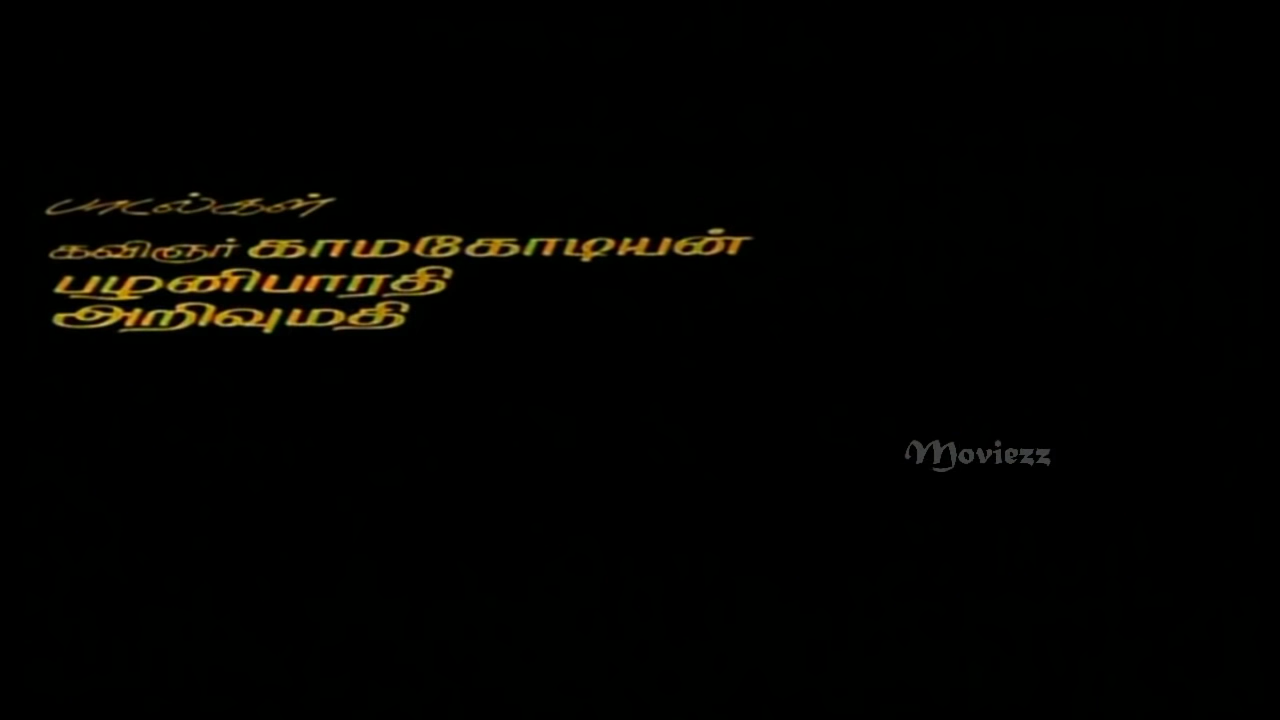 பாடல்கள்
கவிஞர் காமகோடியன்
பழனிபாரதி
அறிவுமதி
Moviezz